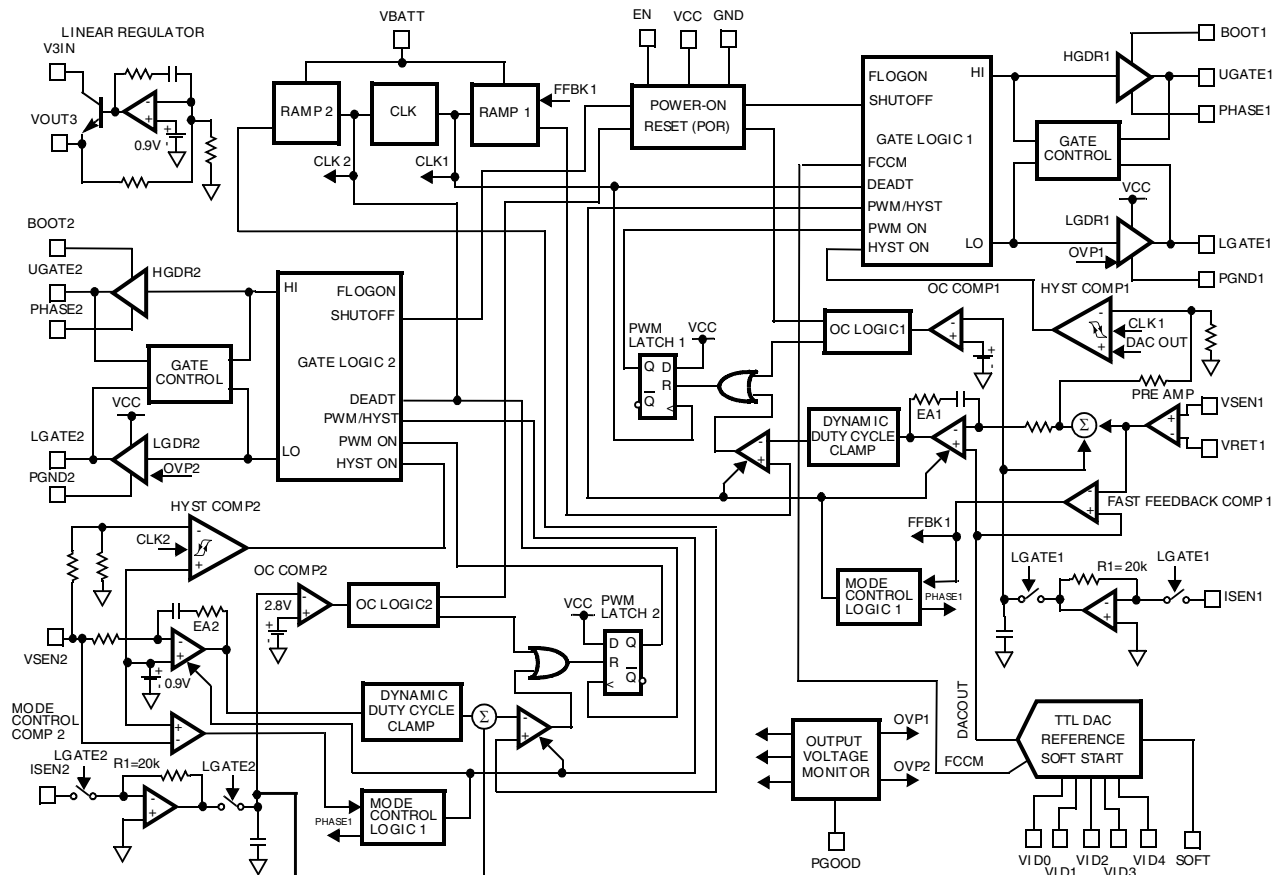 LINEAR REGULATOR
V3IN
VOUT3
0.9V
-
+
VBATT
RAMP 2
CLK
RAMP 1
FFBK1
CLK 2
CLK1
EN
VCC
GND
POWER-ON
RESET (POR)
FLOGON
HI
SHUTOFF
GATE LOGIC 1
FCCM
DEADT
PWM/HYST
PWM ON
HYST ON
LO
HGDR1
BOOT1
UGATE1
PHASE1
GATE
CONTROL
VCC
LGDR1
OVP1
LGATE1
PGND1
BOOT2
UGATE2
PHASE2
HGDR2
GATE
CONTROL
VCC
LGATE2
LGDR2
PGND2
OVP2
HI
FLOGON
SHUTOFF
GATE LOGIC 2
DEADT
PWM/HYST
PWM ON
HYST ON
LO
PWM
LATCH 1
VCC
Q D
R
Q
<
OC LOGIC1
OC COMP1
HYST COMP1
CLK1
DAC OUT
DYNAMIC
DUTY CYCLE
CLAMP
EA1
PRE AMP
Σ
VSEN1
VRET1
FAST FEEDBACK COMP 1
FFBK1
MODE
CONTROL
LOGIC 1
PHASE1
LGATE1
R1= 20k
LGATE1
ISEN1
HYST COMP2
CLK2
OC COMP2
2.8V
OC LOGIC2
VCC
PWM
LATCH 2
D Q
R
Q
<
VSEN2
EA2
0.9V
DYNAMIC
DUTY CYCLE
CLAMP
Σ
MODE
CONTROL
COMP 2
LGATE2
ISEN2
R1=20k
LGATE2
MODE
CONTROL
LOGIC 1
PHASE1
OUTPUT
VOLTAGE
MONITOR
OVP1
OVP2
PGOOD
DACOUT
FCCM
TTL DAC
REFERENCE
SOFT START
VID0
VID1
VID2
VID3
VID4
SOFT